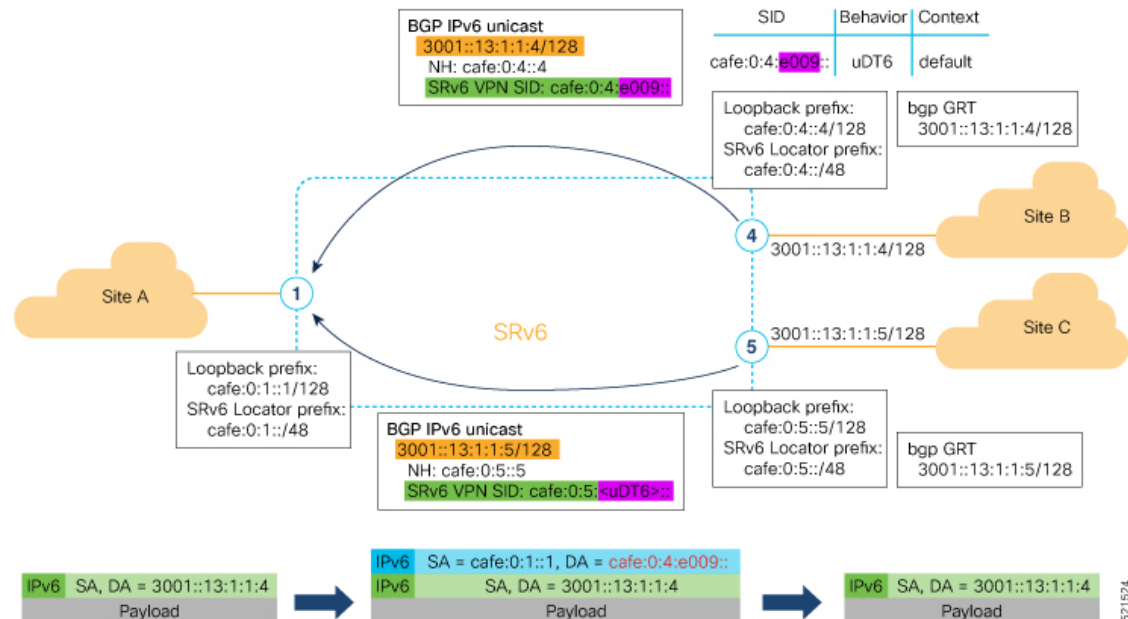 BGP IPv6 unicast
3001::13:1:1:4/128
NH: cafe:0:4::4
SRv6 VPN SID: cafe:0:4:e009::
SID Behavior Context
cafe:0:4:e009:: uDT6 default
Loopback prefix:
cafe:0:4::4/128
SRv6 Locator prefix:
cafe:0:4::/48
bgp GRT
3001::13:1:1:4/128
Site B
4
3001::13:1:1:4/128
Site A
1
SRv6
3001::13:1:1:5/128
Site C
5
Loopback prefix:
cafe:0:1::1/128
SRv6 Locator prefix:
cafe:0:1::/48
BGP IPv6 unicast
3001::13:1:1:5/128
NH: cafe:0:5::5
SRv6 VPN SID: cafe:0:5:<uDT6>::
Loopback prefix:
cafe:0:5::5/128
SRv6 Locator prefix:
cafe:0:5::/48
bgp GRT
3001::13:1:1:5/128
IPv6 SA, DA = 3001::13:1:1:4
Payload
IPv6 SA = cafe:0:1::1, DA = cafe:0:4:e009::
IPv6 SA, DA = 3001::13:1:1:4
Payload
IPv6 SA, DA = 3001::13:1:1:4
Payload
521524